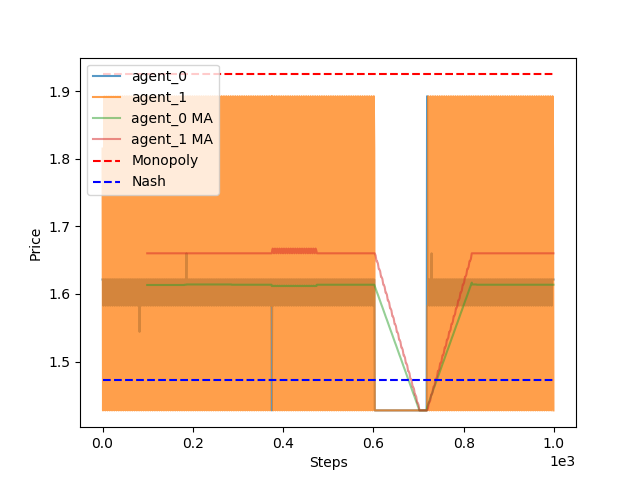 agent_0
agent_1
agent_0 MA
agent_1 MA
Monopoly
Nash
Price
1.9
1.8
1.7
1.6
1.5
0.0 0.2 0.4 0.6 0.8 1.0
1e3
Steps